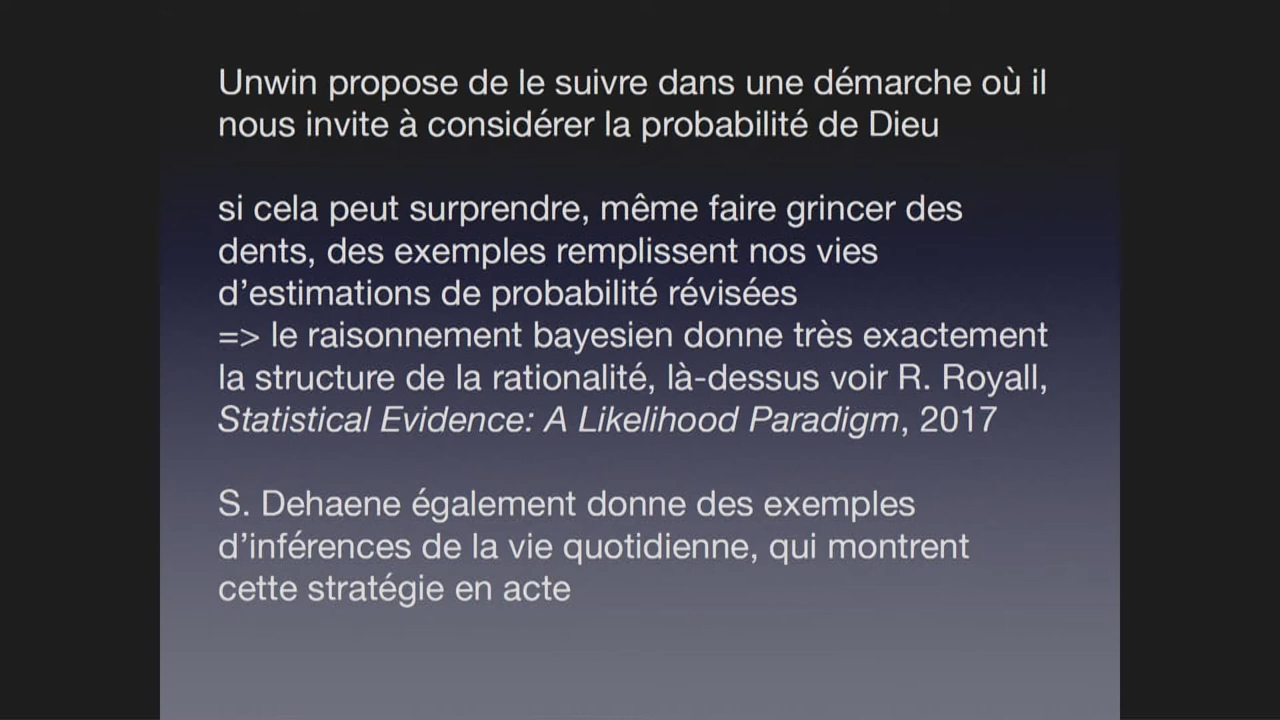 Unwin propose de le suivre dans une démarche où il
nous invite à considérer la probabilité de Dieu
si cela peut surprendre, même faire grincer des
dents, des exemples remplissent nos vies
d’estimations de probabilité révisées
=> le raisonnement bayesien donne très exactement
la structure de la rationalité, là-dessus voir R. Royall,
Statistical Evidence: A Likelihood Paradigm, 2017
S. Dehaene également donne des exemples
d’inférences de la vie quotidienne, qui montrent
cette stratégie en acte